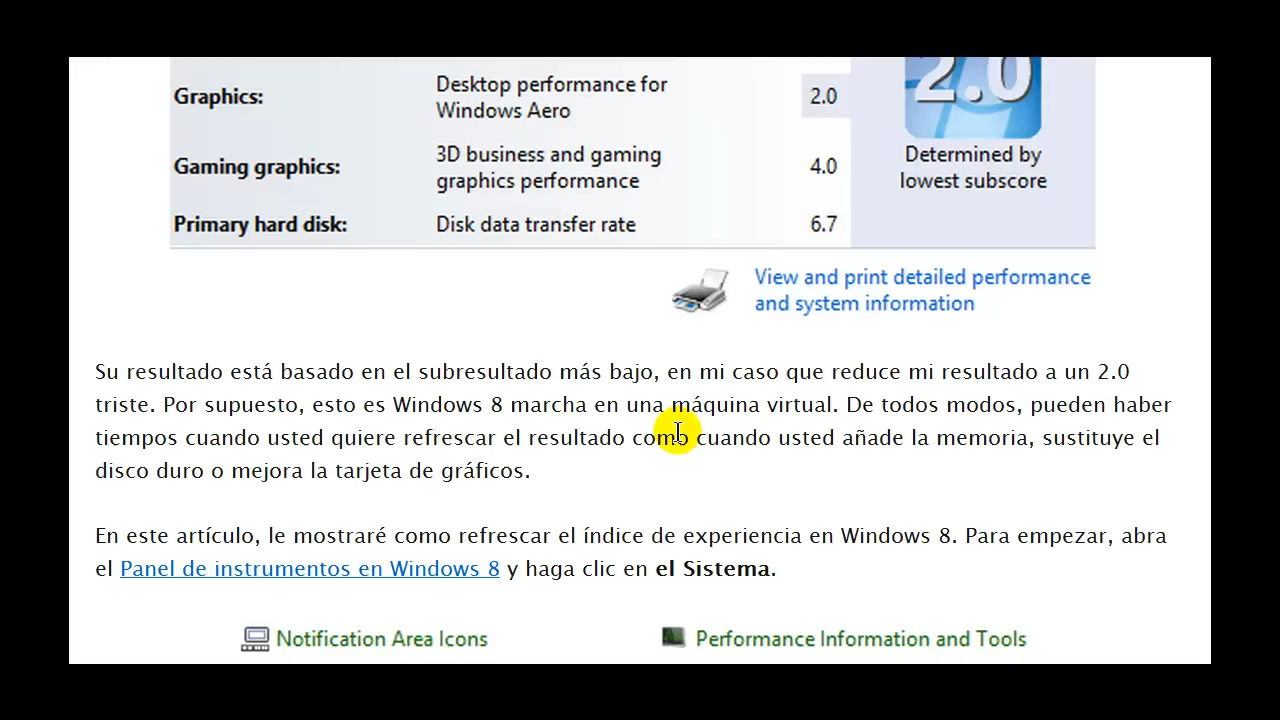 Graphics:
Desktop performance for
Windows Aero
2.0
2.0
Gaming graphics:
3D business and gaming
graphics performance
4.0
Determined by
lowest subscore
Primary hard disk:
Disk data transfer rate
6.7
View and print detailed performance
and system information
Su resultado está basado en el subresultado más bajo, en mi caso que reduce mi resultado a un 2.0
triste. Por supuesto, esto es Windows 8 marcha en una máquina virtual. De todos modos, pueden haber
tiempos cuando usted quiere refrescar el resultado como cuando usted añade la memoria, sustituye el
disco duro o mejora la tarjeta de gráficos.
En este artículo, le mostraré como refrescar el índice de experiencia en Windows 8. Para empezar, abra
el Panel de instrumentos en Windows 8 y haga clic en el Sistema.
Notification Area Icons
Performance Information and Tools